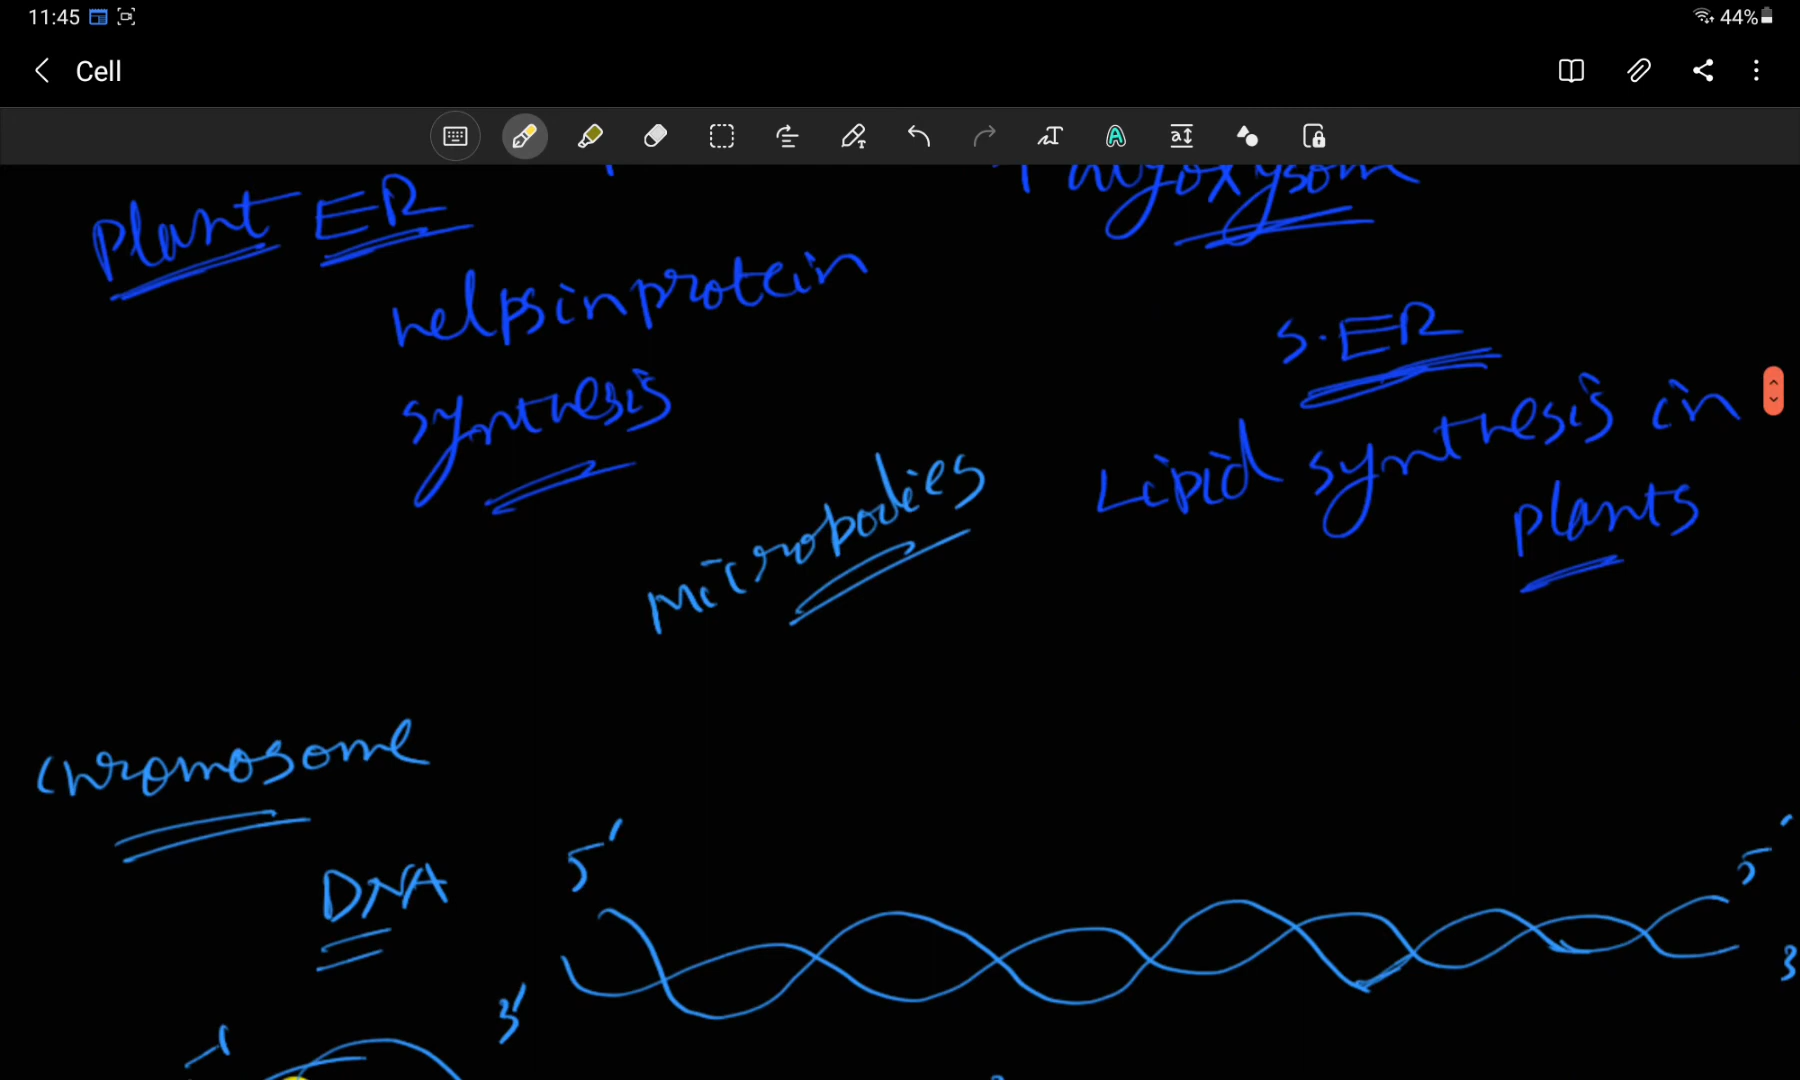 11:45
44%
Cell
Plant ER
helps in protein
synthesis
S.ER
Lipid synthesis in
plants
Microbodies
chromosome
DNA
5'
3'
5'
3